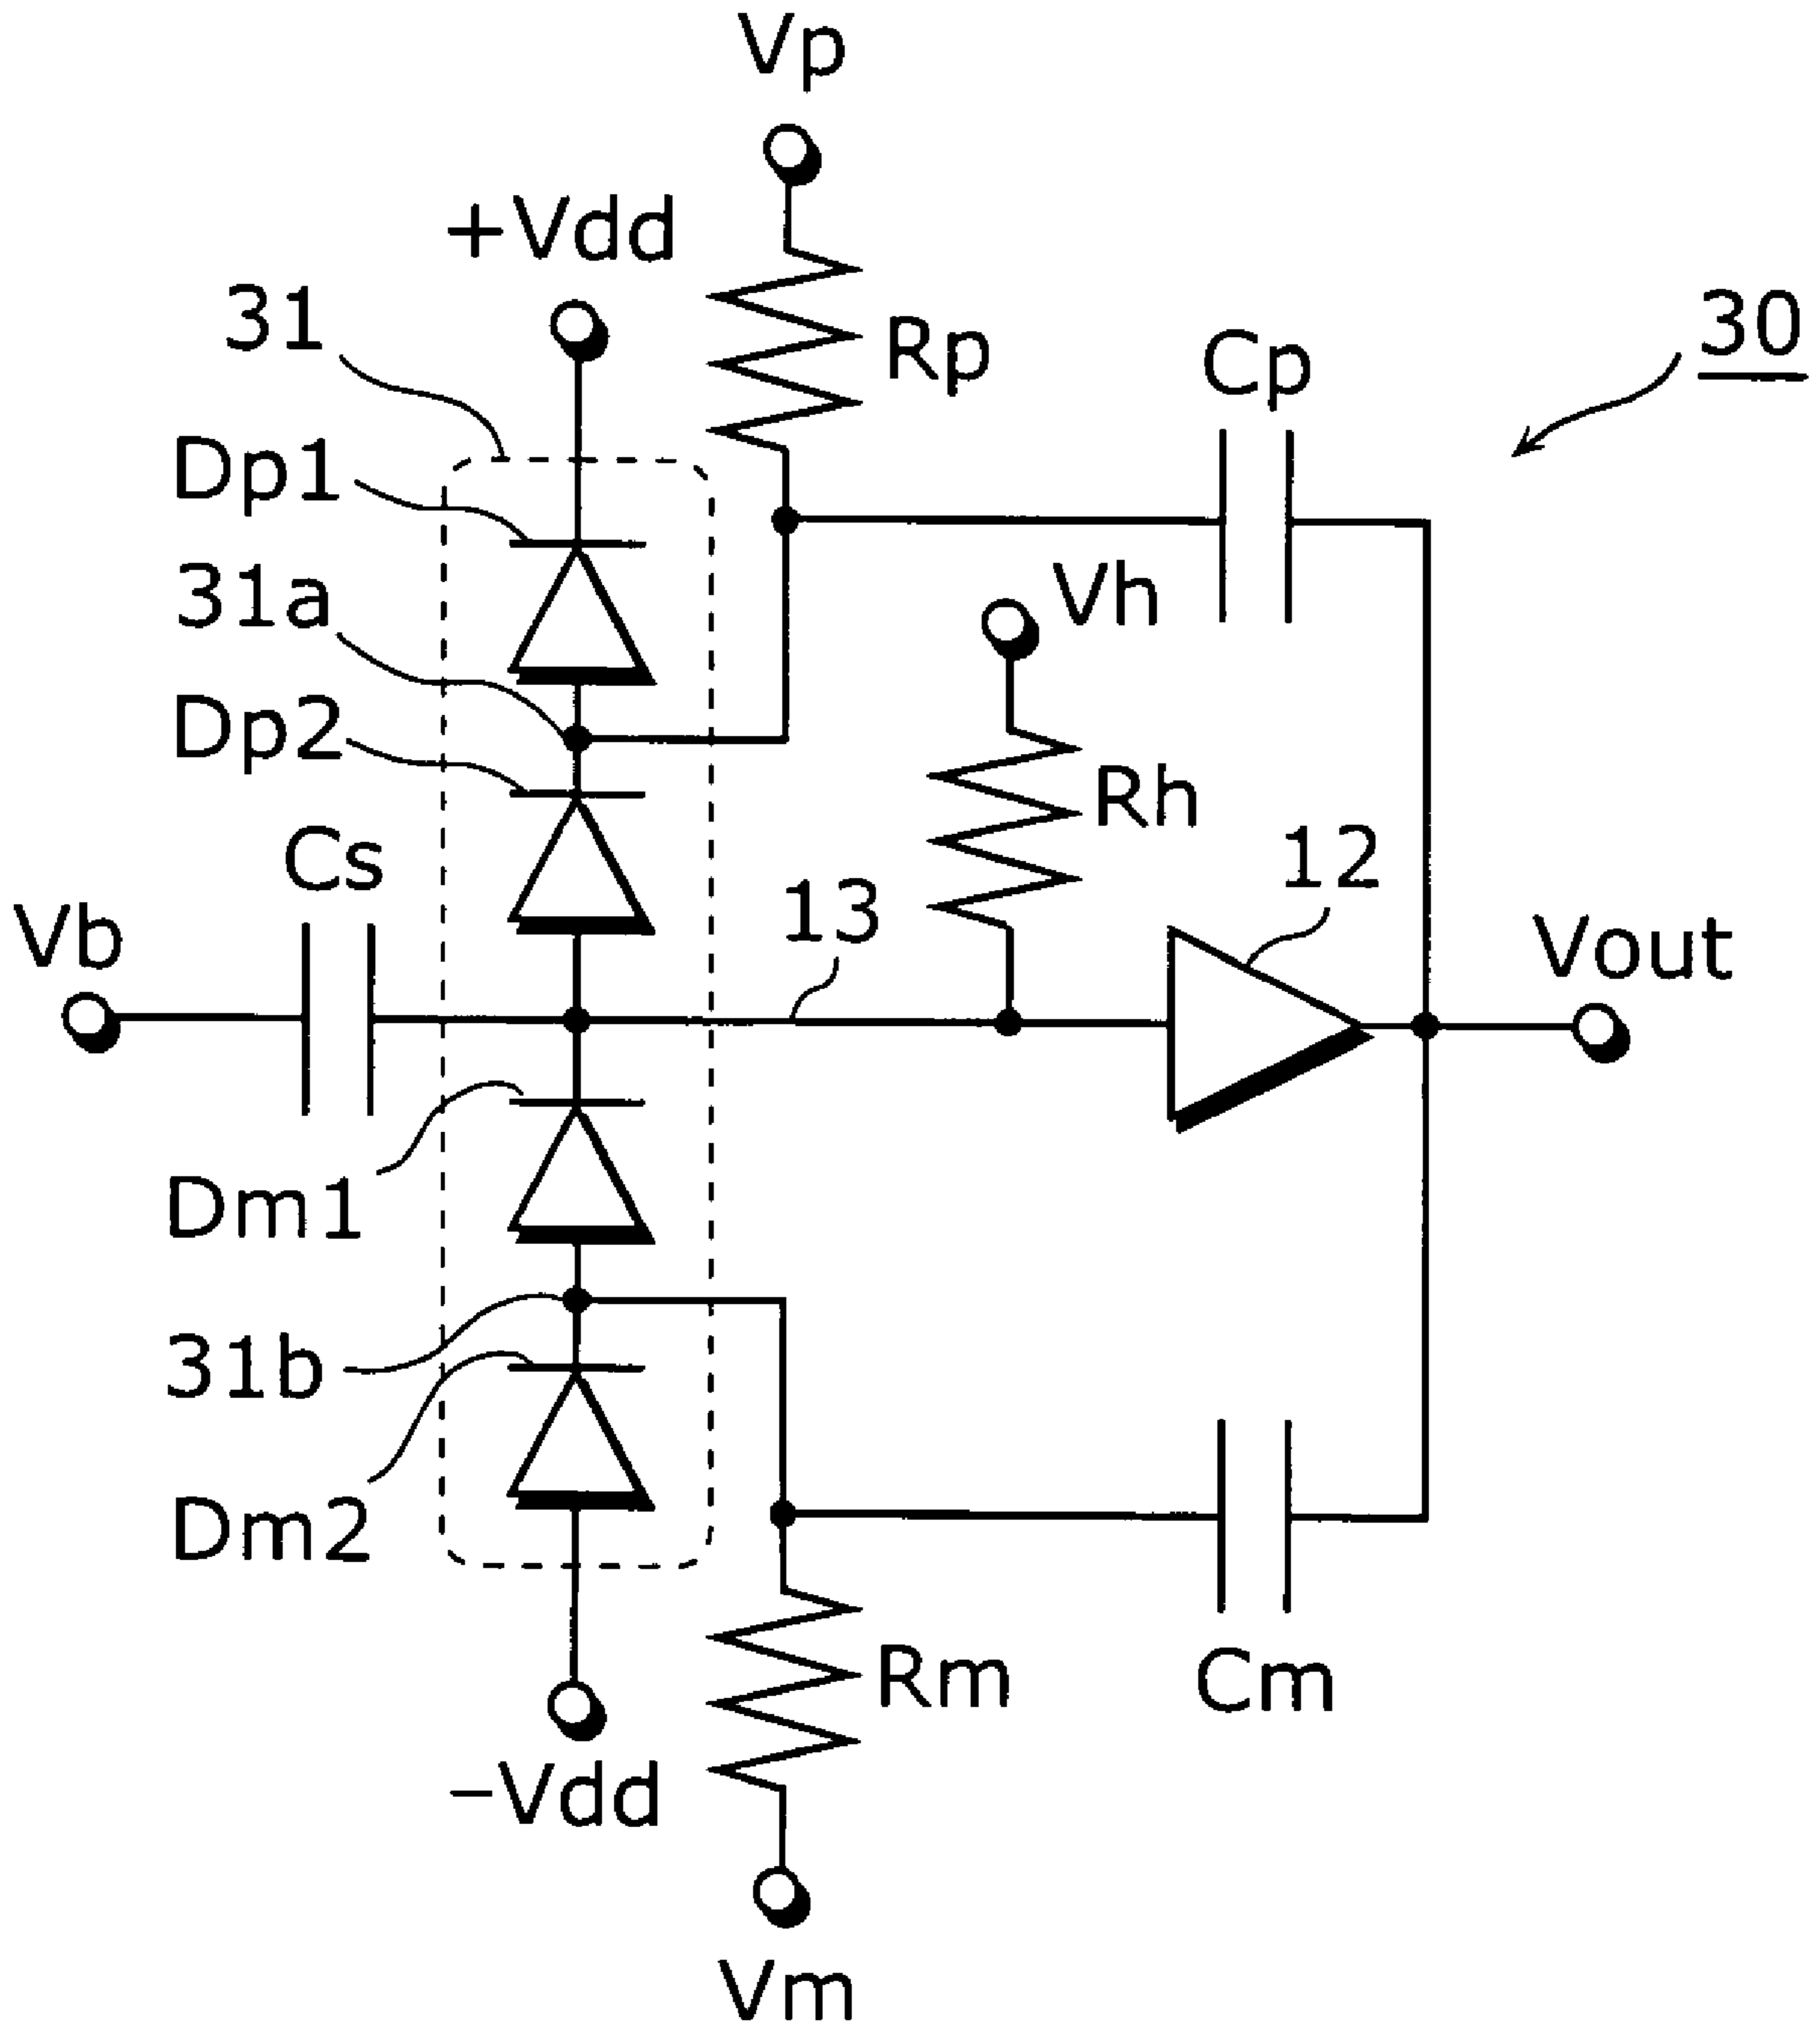 Vp
+Vdd
31
Rp
Cp
30
Dp1
31a
Vh
Dp2
Rh
Cs
12
13
Vb
Vout
Dm1
31b
Dm2
Rm
Cm
−Vdd
Vm